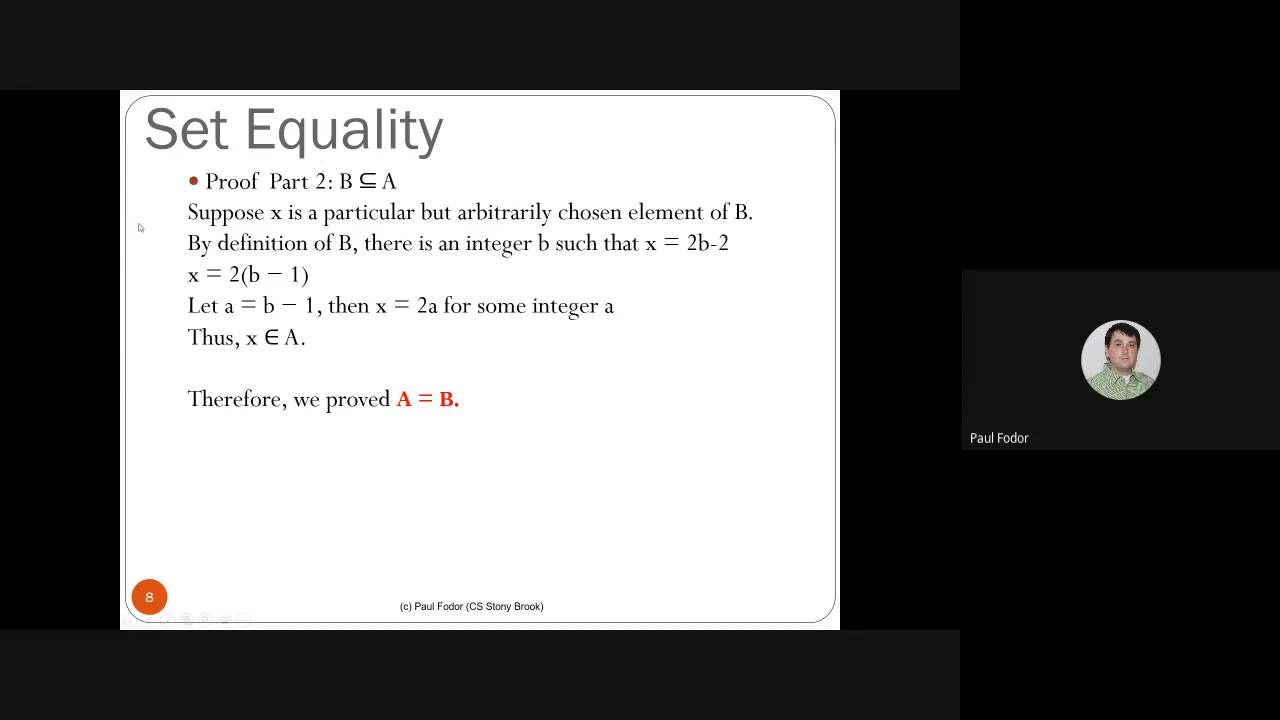 Set Equality
• Proof  Part 2: B ⊆ A
Suppose x is a particular but arbitrarily chosen element of B.
By definition of B, there is an integer b such that x = 2b-2
x = 2(b − 1)
Let a = b − 1, then x = 2a for some integer a
Thus, x ∈ A.
Therefore, we proved A = B.
8
(c) Paul Fodor (CS Stony Brook)
Paul Fodor